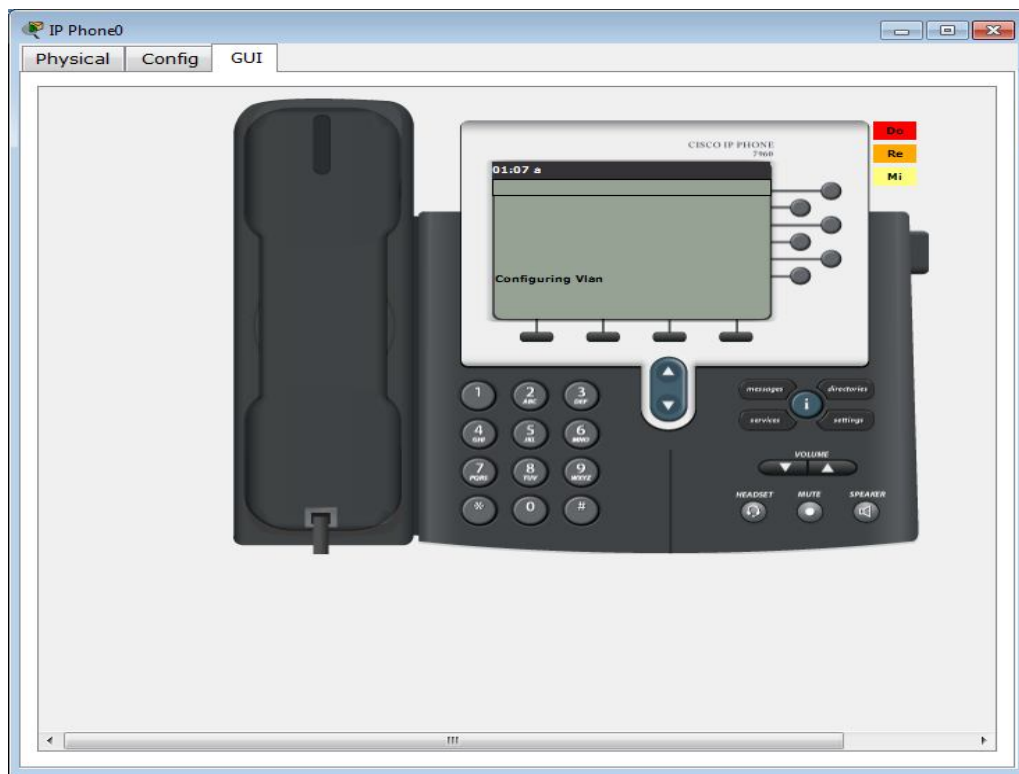 IP Phone0
Physical Config GUI
CISCO IP PHONE
7960
Do
Re
Mi
01:07 a
Configuring Vlan
1 2 ABC 3 DEF
4 GHI 5 JKL 6 MNO
7 PQRS 8 TUV 9 WXYZ
* 0 #
messages directories
i
services settings
VOLUME
HEADSET MUTE SPEAKER